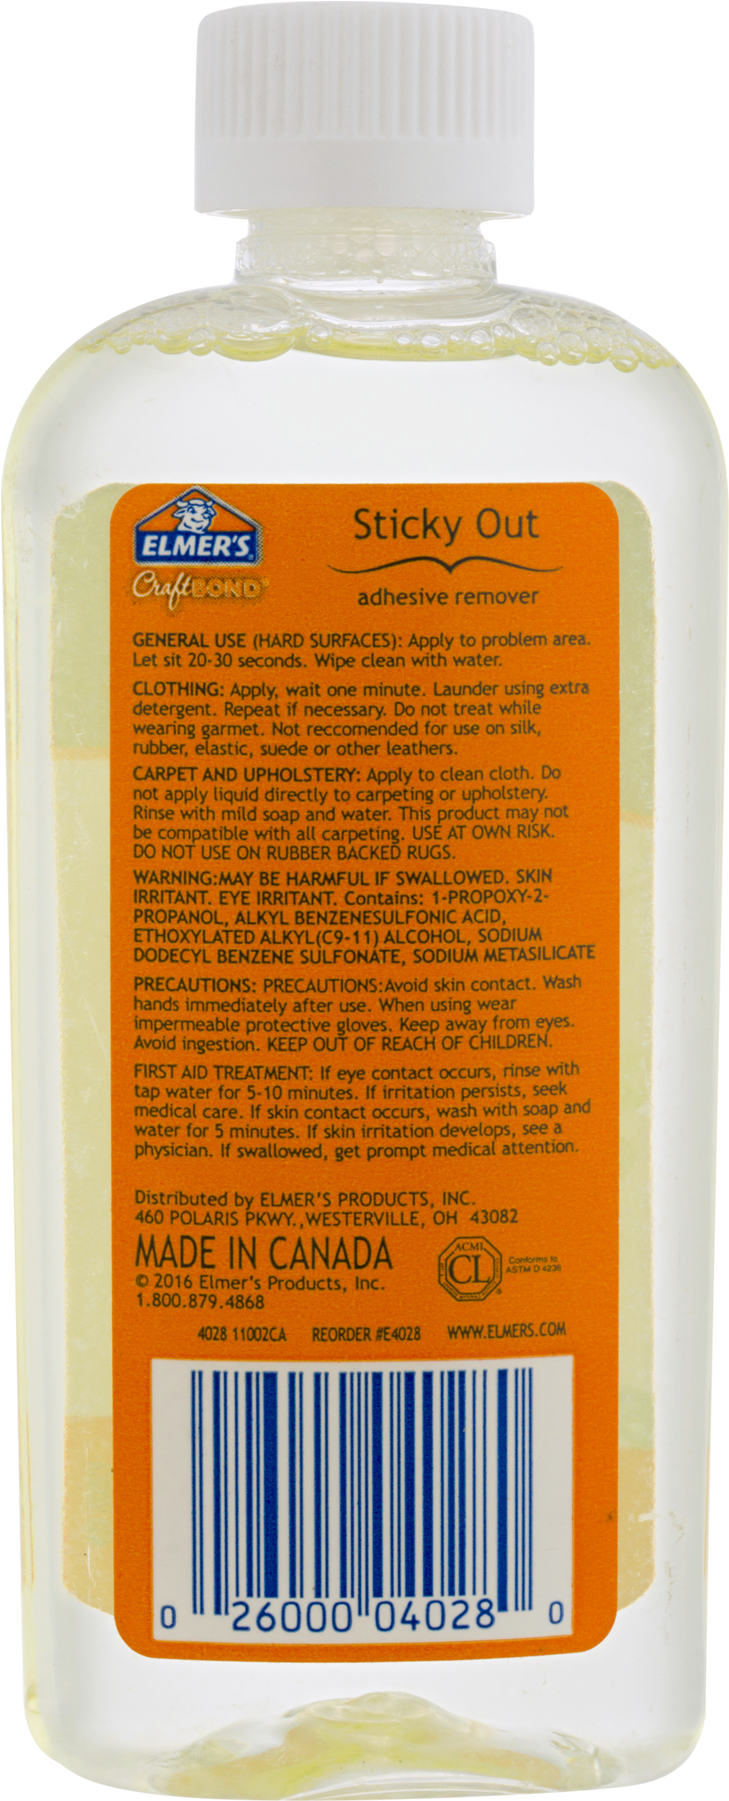 ELMER'S
CraftBOND®
Sticky Out
adhesive remover
GENERAL USE (HARD SURFACES): Apply to problem area.
Let sit 20-30 seconds. Wipe clean with water.
CLOTHING: Apply, wait one minute. Launder using extra
detergent. Repeat if necessary. Do not treat while
wearing garmet. Not reccomended for use on silk,
rubber, elastic, suede or other leathers.
CARPET AND UPHOLSTERY: Apply to clean cloth. Do
not apply liquid directly to carpeting or upholstery.
Rinse with mild soap and water. This product may not
be compatible with all carpeting. USE AT OWN RISK.
DO NOT USE ON RUBBER BACKED RUGS.
WARNING:MAY BE HARMFUL IF SWALLOWED. SKIN
IRRITANT. EYE IRRITANT. Contains: 1-PROPOXY-2-
PROPANOL, ALKYL BENZENESULFONIC ACID,
ETHOXYLATED ALKYL(C9-11) ALCOHOL, SODIUM
DODECYL BENZENE SULFONATE, SODIUM METASILICATE
PRECAUTIONS: PRECAUTIONS:Avoid skin contact. Wash
hands immediately after use. When using wear
impermeable protective gloves. Keep away from eyes.
Avoid ingestion. KEEP OUT OF REACH OF CHILDREN.
FIRST AID TREATMENT: If eye contact occurs, rinse with
tap water for 5-10 minutes. If irritation persists, seek
medical care. If skin contact occurs, wash with soap and
water for 5 minutes. If skin irritation develops, see a
physician. If swallowed, get prompt medical attention.
Distributed by ELMER'S PRODUCTS, INC.
460 POLARIS PKWY.,WESTERVILLE, OH 43082
MADE IN CANADA
© 2016 Elmer's Products, Inc.
1.800.879.4868
ACMI
CL
Conforms to
ASTM D 4236
4028 11002CA REORDER #E4028 WWW.ELMERS.COM
0 26000 04028 0